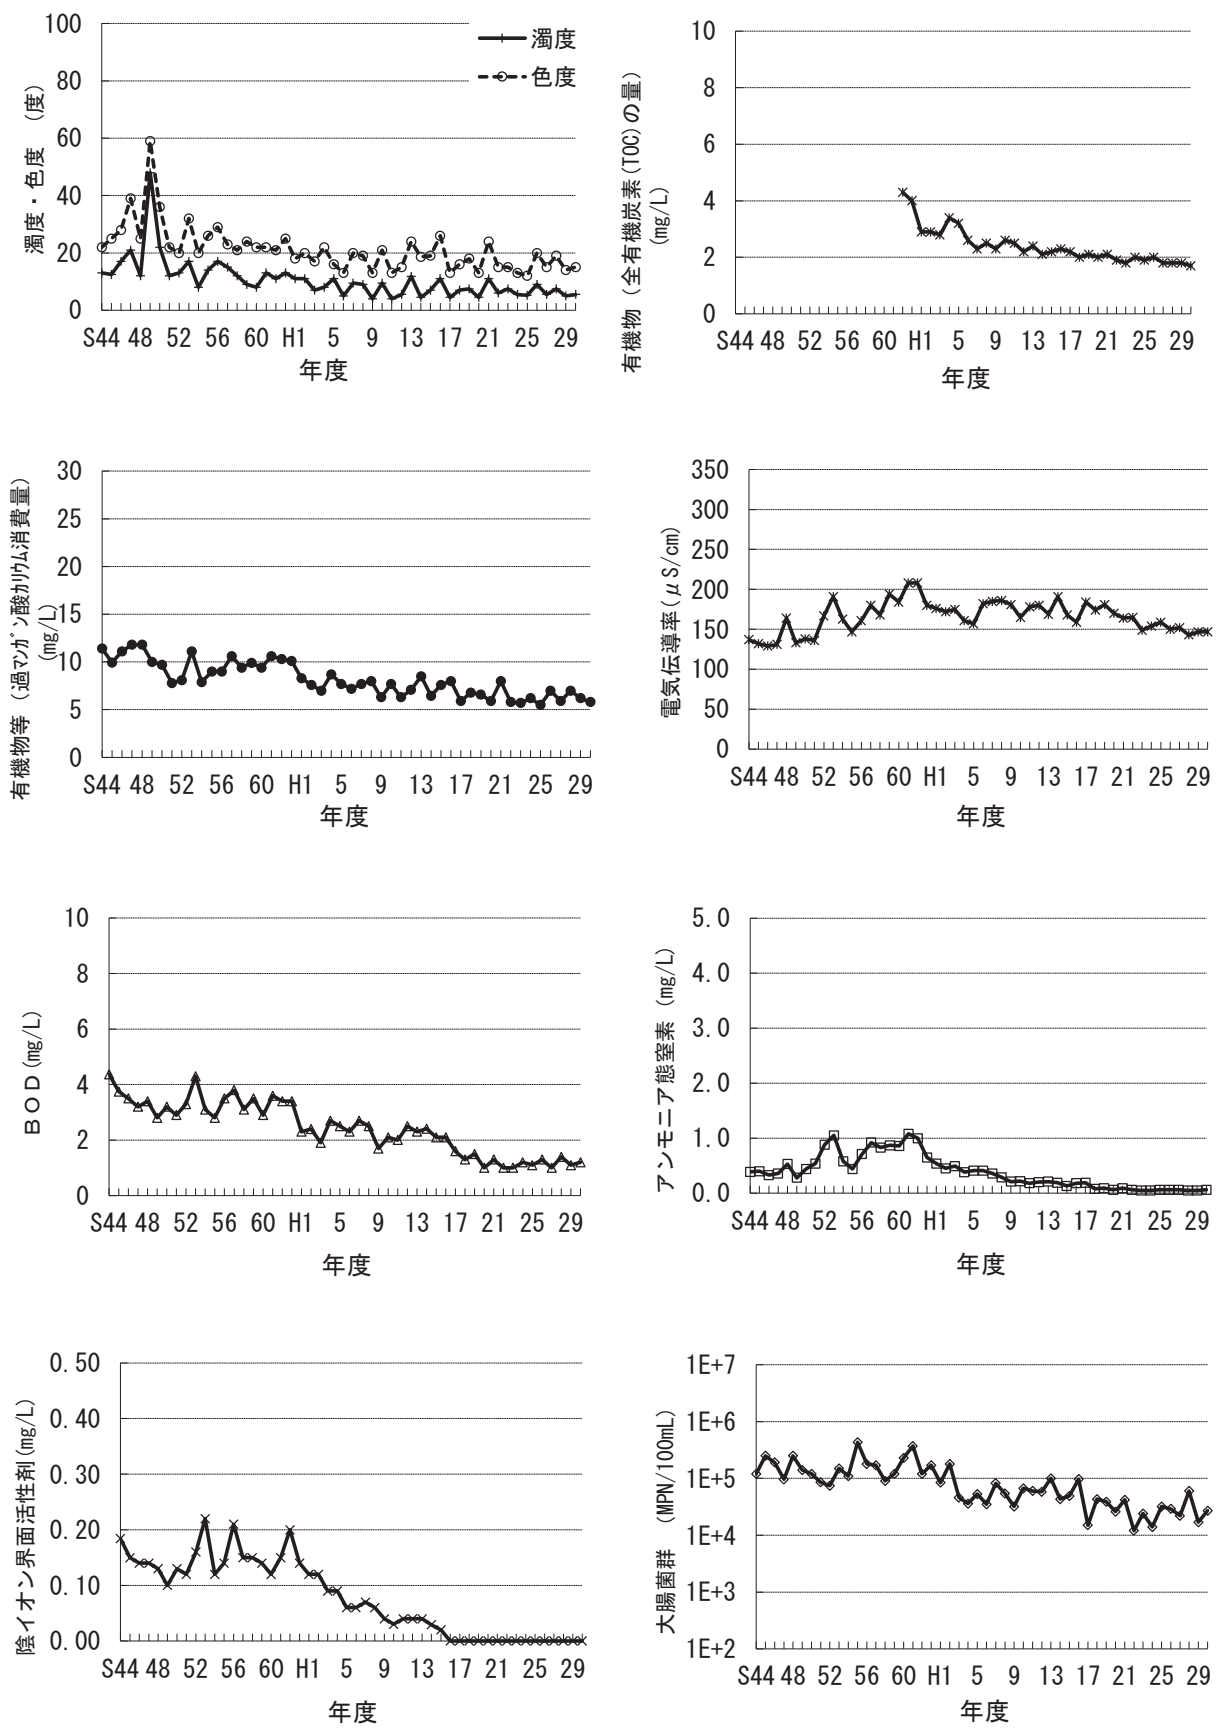 100
80
60
40
20
0
濁度・色度 (度)
濁度
色度
S44 48 52 56 60 H1 5 9 13 17 21 25 29
年度
10
8
6
4
2
0
有機物 (全有機炭素(TOC)の量)
(mg/L)
S44 48 52 56 60 H1 5 9 13 17 21 25 29
年度
30
25
20
15
10
5
0
有機物等 (過ﾏﾝｶﾞﾝ酸ｶﾘｳﾑ消費量)
(mg/L)
S44 48 52 56 60 H1 5 9 13 17 21 25 29
年度
350
300
250
200
150
100
50
0
電気伝導率(μS/cm)
S44 48 52 56 60 H1 5 9 13 17 21 25 29
年度
10
8
6
4
2
0
ＢＯＤ(mg/L)
S44 48 52 56 60 H1 5 9 13 17 21 25 29
年度
5.0
4.0
3.0
2.0
1.0
0.0
アンモニア態窒素 (mg/L)
S44 48 52 56 60 H1 5 9 13 17 21 25 29
年度
0.50
0.40
0.30
0.20
0.10
0.00
陰イオン界面活性剤(mg/L)
S44 48 52 56 60 H1 5 9 13 17 21 25 29
年度
1E+7
1E+6
1E+5
1E+4
1E+3
1E+2
大腸菌群 (MPN/100mL)
S44 48 52 56 60 H1 5 9 13 17 21 25 29
年度